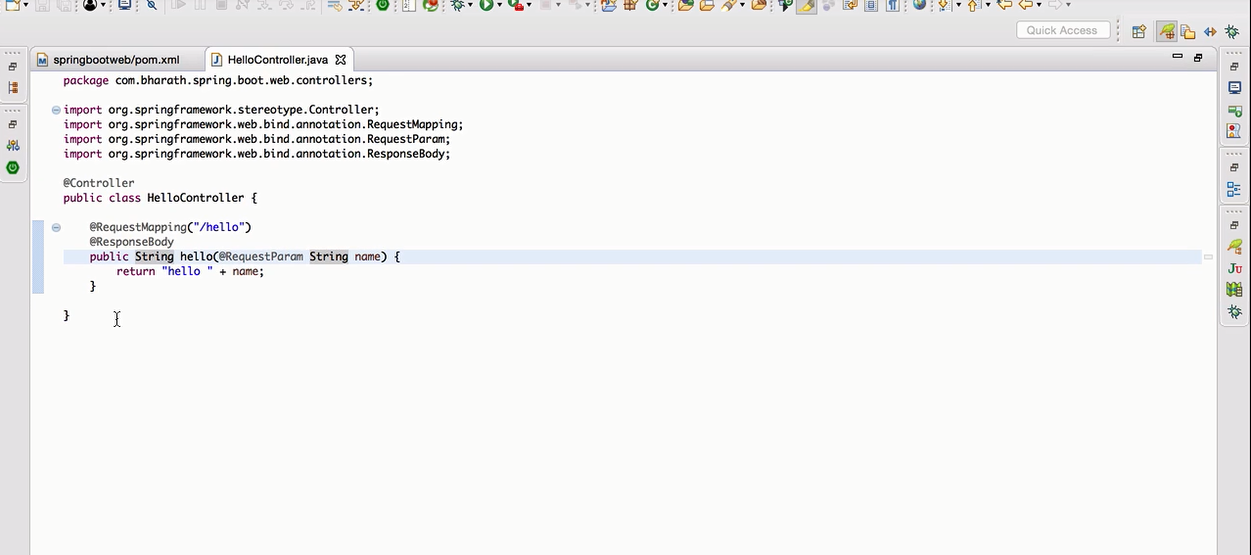 Quick Access
springbootweb/pom.xml
HelloController.java
package com.bharath.spring.boot.web.controllers;
import org.springframework.stereotype.Controller;
import org.springframework.web.bind.annotation.RequestMapping;
import org.springframework.web.bind.annotation.RequestParam;
import org.springframework.web.bind.annotation.ResponseBody;
@Controller
public class HelloController {
@RequestMapping("/hello")
@ResponseBody
public String hello(@RequestParam String name) {
return "hello " + name;
}
}